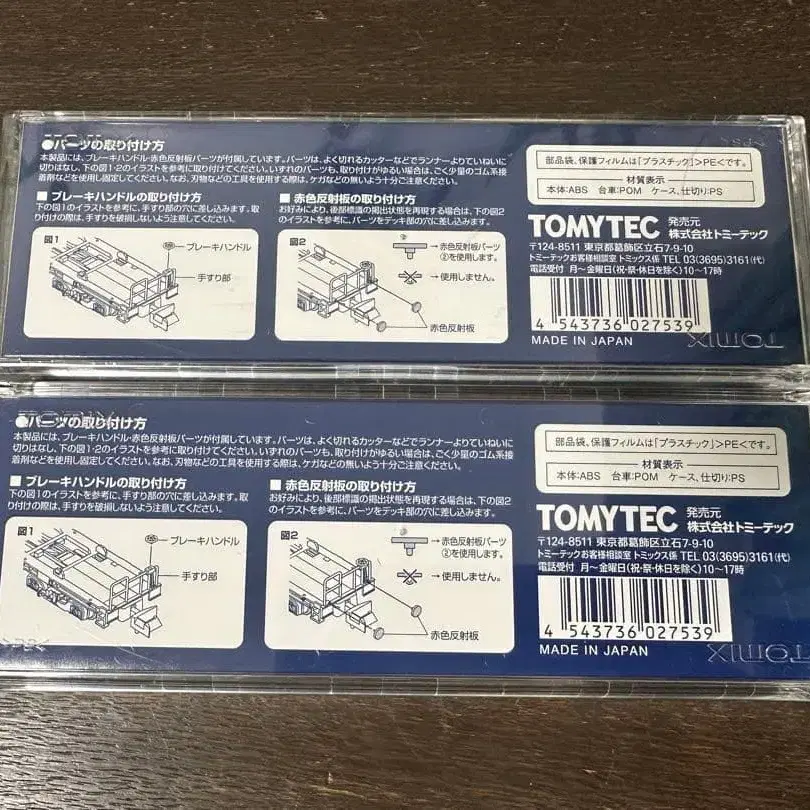 ●パーツの取り付け方
本製品には、ブレーキハンドル・赤色反射板パーツが付属しています。パーツは、よく切れるカッターなどでランナーよりていねいに
切りはなし、下の図1・2のイラストを参考に取り付けてください。いずれのパーツも、取り付けがゆるい場合は、ごく少量のゴム系接
着剤などを使用し固定してください。なお、刃物などの工具を使用する際は、ケガなどの無いよう十分ご注意ください。
■ブレーキハンドルの取り付け方
下の図1のイラストを参考に、手すり部の穴に差し込みます。取
り付けの際は、手すりを破損しないよう注意してください。
図1
ブレーキハンドル
手すり部
■赤色反射板の取り付け方
お好みにより、後部標識の掲出状態を再現する場合は、下の図2
のイラストを参考に、パーツをデッキ部の穴に差し込みます。
図2
→赤色反射板パーツ
②を使用します。
→使用しません。
赤色反射板
部品袋、保護フィルムは「プラスチック」>PE<です。
材質表示
本体:ABS 台車:POM ケース、仕切り:PS
TOMYTEC 発売元 株式会社トミーテック
〒124-8511 東京都葛飾区立石7-9-10
トミーテックお客様相談室 トミックス係 TEL 03(3695)3161(代)
電話受付 月〜金曜日(祝・祭・休日を除く)10〜17時
4 543736 027539
MADE IN JAPAN
TOMIX
●パーツの取り付け方
本製品には、ブレーキハンドル・赤色反射板パーツが付属しています。パーツは、よく切れるカッターなどでランナーよりていねいに
切りはなし、下の図1・2のイラストを参考に取り付けてください。いずれのパーツも、取り付けがゆるい場合は、ごく少量のゴム系接
着剤などを使用し固定してください。なお、刃物などの工具を使用する際は、ケガなどの無いよう十分ご注意ください。
■ブレーキハンドルの取り付け方
下の図1のイラストを参考に、手すり部の穴に差し込みます。取
り付けの際は、手すりを破損しないよう注意してください。
図1
ブレーキハンドル
手すり部
■赤色反射板の取り付け方
お好みにより、後部標識の掲出状態を再現する場合は、下の図2
のイラストを参考に、パーツをデッキ部の穴に差し込みます。
図2
→赤色反射板パーツ
②を使用します。
→使用しません。
赤色反射板
部品袋、保護フィルムは「プラスチック」>PE<です。
材質表示
本体:ABS 台車:POM ケース、仕切り:PS
TOMYTEC 発売元 株式会社トミーテック
〒124-8511 東京都葛飾区立石7-9-10
トミーテックお客様相談室 トミックス係 TEL 03(3695)3161(代)
電話受付 月〜金曜日(祝・祭・休日を除く)10〜17時
4 543736 027539
MADE IN JAPAN
TOMIX